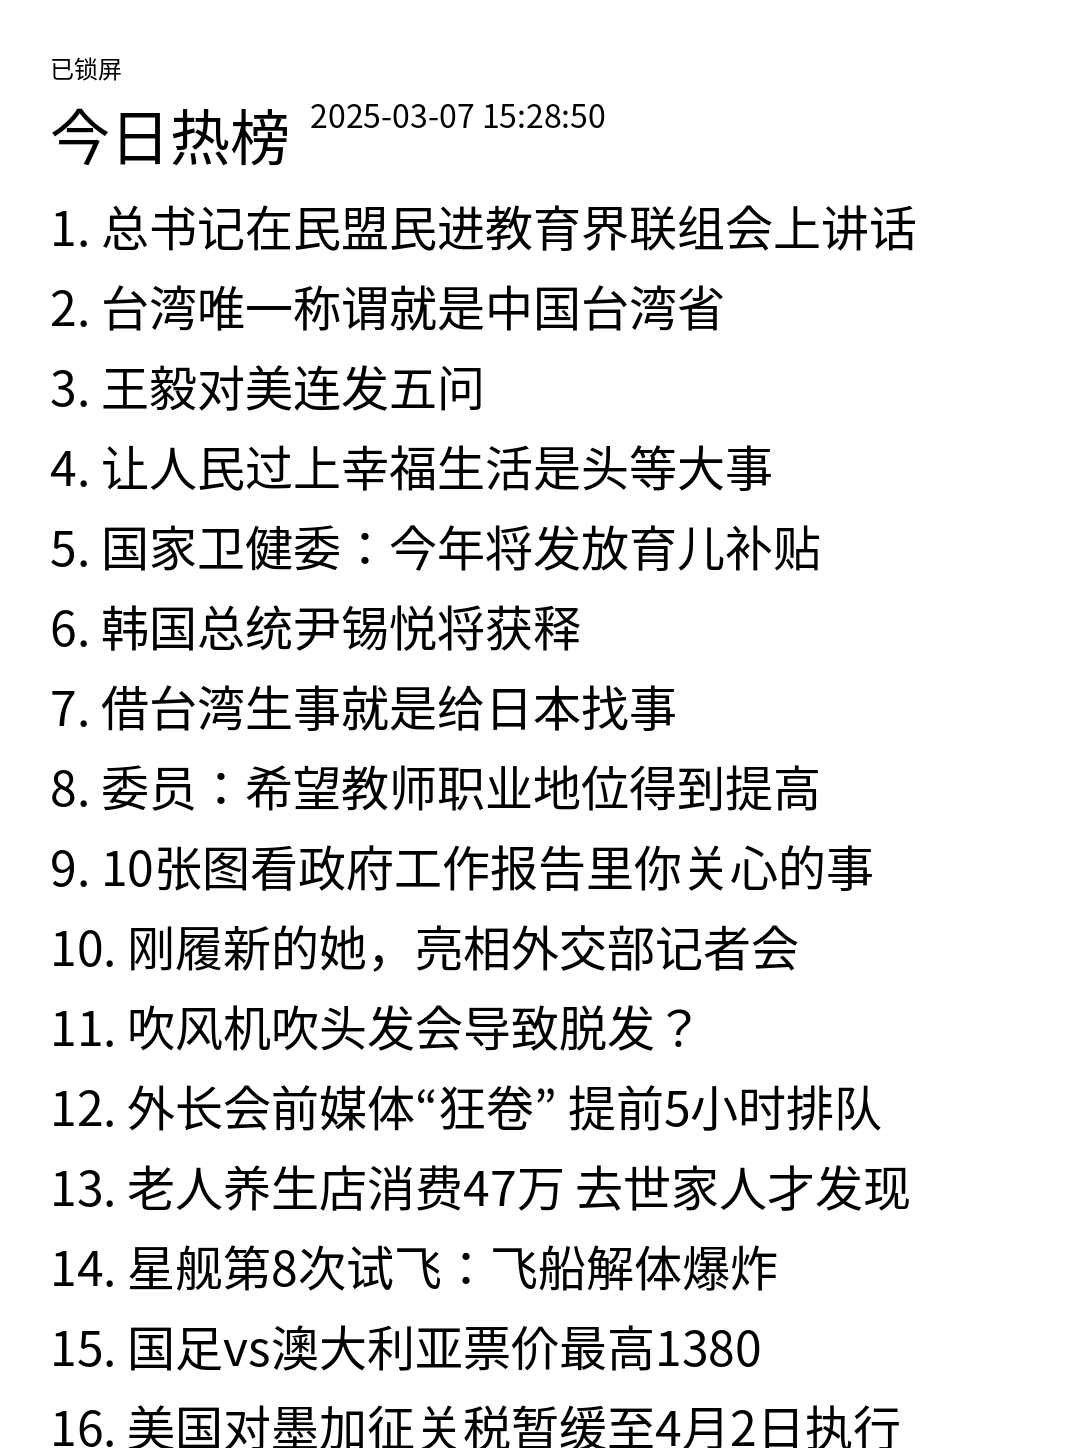 已锁屏
今日热榜 2025-03-07 15:28:50
1. 总书记在民盟民进教育界联组会上讲话
2. 台湾唯一称谓就是中国台湾省
3. 王毅对美连发五问
4. 让人民过上幸福生活是头等大事
5. 国家卫健委：今年将发放育儿补贴
6. 韩国总统尹锡悦将获释
7. 借台湾生事就是给日本找事
8. 委员：希望教师职业地位得到提高
9. 10张图看政府工作报告里你关心的事
10. 刚履新的她，亮相外交部记者会
11. 吹风机吹头发会导致脱发？
12. 外长会前媒体“狂卷” 提前5小时排队
13. 老人养生店消费47万 去世家人才发现
14. 星舰第8次试飞：飞船解体爆炸
15. 国足vs澳大利亚票价最高1380
16. 美国对墨加征关税暂缓至4月2日执行